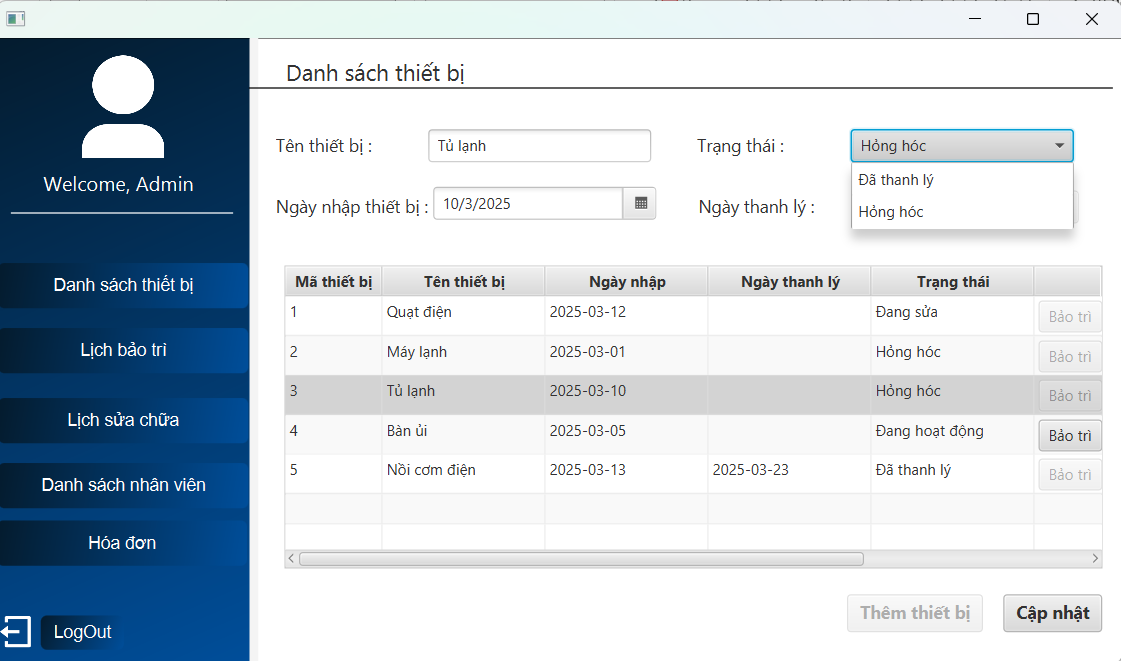 Welcome, Admin
Danh sách thiết bị
Lịch bảo trì
Lịch sửa chữa
Danh sách nhân viên
Hóa đơn
LogOut
Danh sách thiết bị
Tên thiết bị : Tủ lạnh Trạng thái : Hỏng hóc
Đã thanh lý
Hỏng hóc
Ngày nhập thiết bị : 10/3/2025 Ngày thanh lý :
Mã thiết bị Tên thiết bị Ngày nhập Ngày thanh lý Trạng thái
1 Quạt điện 2025-03-12 Đang sửa Bảo trì
2 Máy lạnh 2025-03-01 Hỏng hóc Bảo trì
3 Tủ lạnh 2025-03-10 Hỏng hóc Bảo trì
4 Bàn ủi 2025-03-05 Đang hoạt động Bảo trì
5 Nồi cơm điện 2025-03-13 2025-03-23 Đã thanh lý Bảo trì
Thêm thiết bị Cập nhật